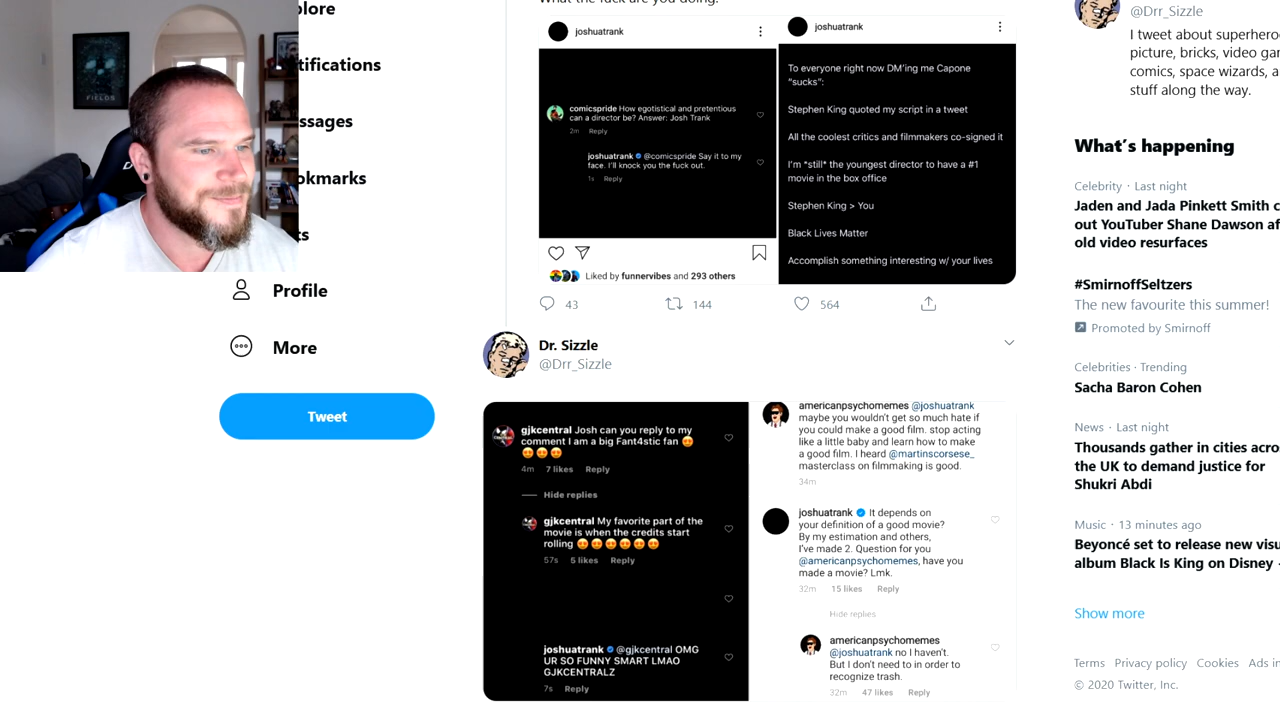 What the fuck are you doing?
plore
tifications
ssages
okmarks
ts
Profile
More
Tweet
FIELDS
joshuatrank
comicspride How egotistical and pretentious
can a director be? Answer: Josh Trank
2m Reply
joshuatrank @comicspride Say it to my
face. I'll knock you the fuck out.
1s Reply
Liked by funnervibes and 293 others
joshuatrank
To everyone right now DM'ing me Capone
"sucks":
Stephen King quoted my script in a tweet
All the coolest critics and filmmakers co-signed it
I'm *still* the youngest director to have a #1
movie in the box office
Stephen King > You
Black Lives Matter
Accomplish something interesting w/ your lives
43 144 564
Dr. Sizzle
@Drr_Sizzle
gjkcentral Josh can you reply to my
comment I am a big Fant4stic fan 😍
😍 😍 😍
4m 7 likes Reply
Hide replies
gjkcentral My favorite part of the
movie is when the credits start
rolling 😍😍😍😍😍😍
57s 5 likes Reply
joshuatrank @gjkcentral OMG
UR SO FUNNY SMART LMAO
GJKCENTRALZ
7s Reply
americanpsychomemes @joshuatrank
maybe you wouldn't get so much hate if
you could make a good film. stop acting
like a little baby and learn how to make
a good film. I heard @martinscorsese_
masterclass on filmmaking is good.
34m
joshuatrank It depends on
your definition of a good movie?
By my estimation and others,
I've made 2. Question for you
@americanpsychomemes, have you
made a movie? Lmk.
32m 15 likes Reply
Hide replies
americanpsychomemes
@joshuatrank no I haven't.
But I don't need to in order to
recognize trash.
32m 47 likes Reply
@Drr_Sizzle
I tweet about superhero
picture, bricks, video gam
comics, space wizards, a
stuff along the way.
What's happening
Celebrity · Last night
Jaden and Jada Pinkett Smith c
out YouTuber Shane Dawson af
old video resurfaces
#SmirnoffSeltzers
The new favourite this summer!
Promoted by Smirnoff
Celebrities · Trending
Sacha Baron Cohen
News · Last night
Thousands gather in cities acro
the UK to demand justice for
Shukri Abdi
Music · 13 minutes ago
Beyoncé set to release new visu
album Black Is King on Disney
Show more
Terms Privacy policy Cookies Ads in
© 2020 Twitter, Inc.